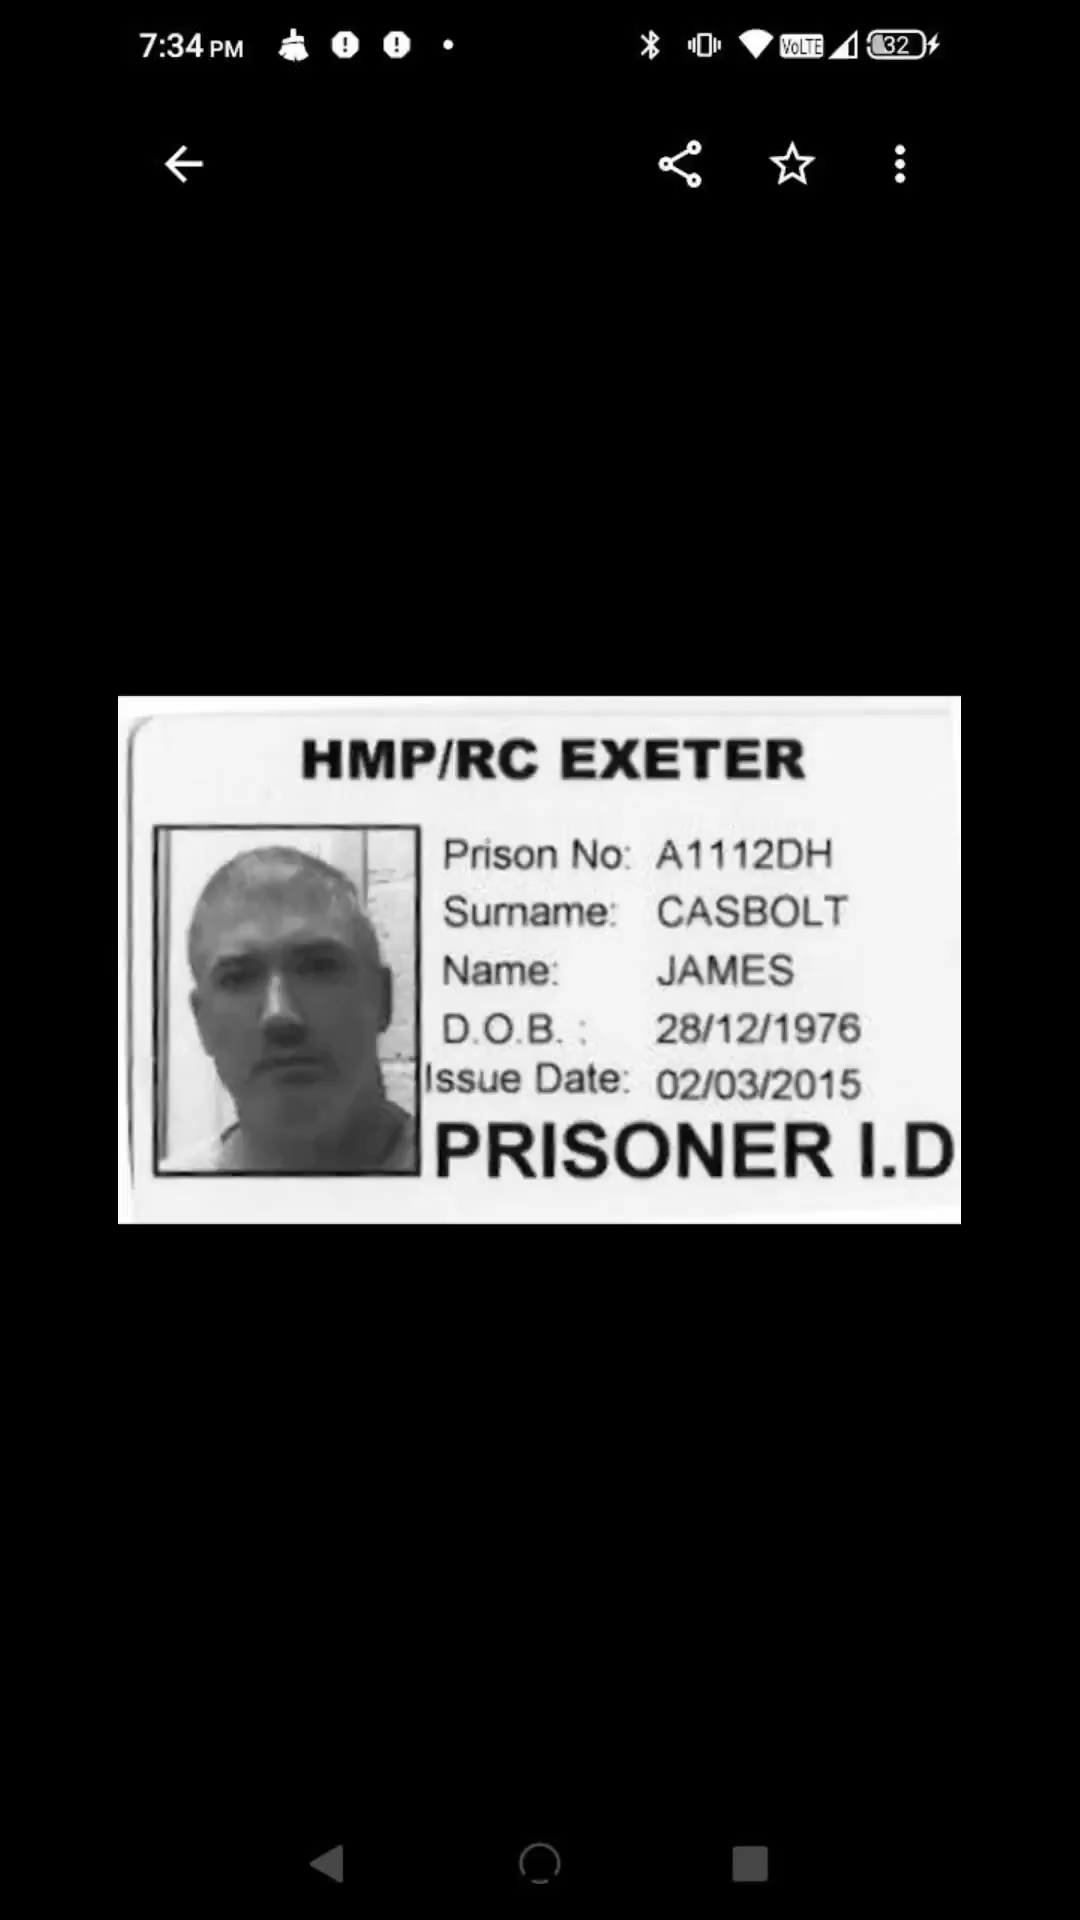 7:34 PM
VoLTE
32
HMP/RC EXETER
Prison No: A1112DH
Surname: CASBOLT
Name: JAMES
D.O.B. : 28/12/1976
Issue Date: 02/03/2015
PRISONER I.D